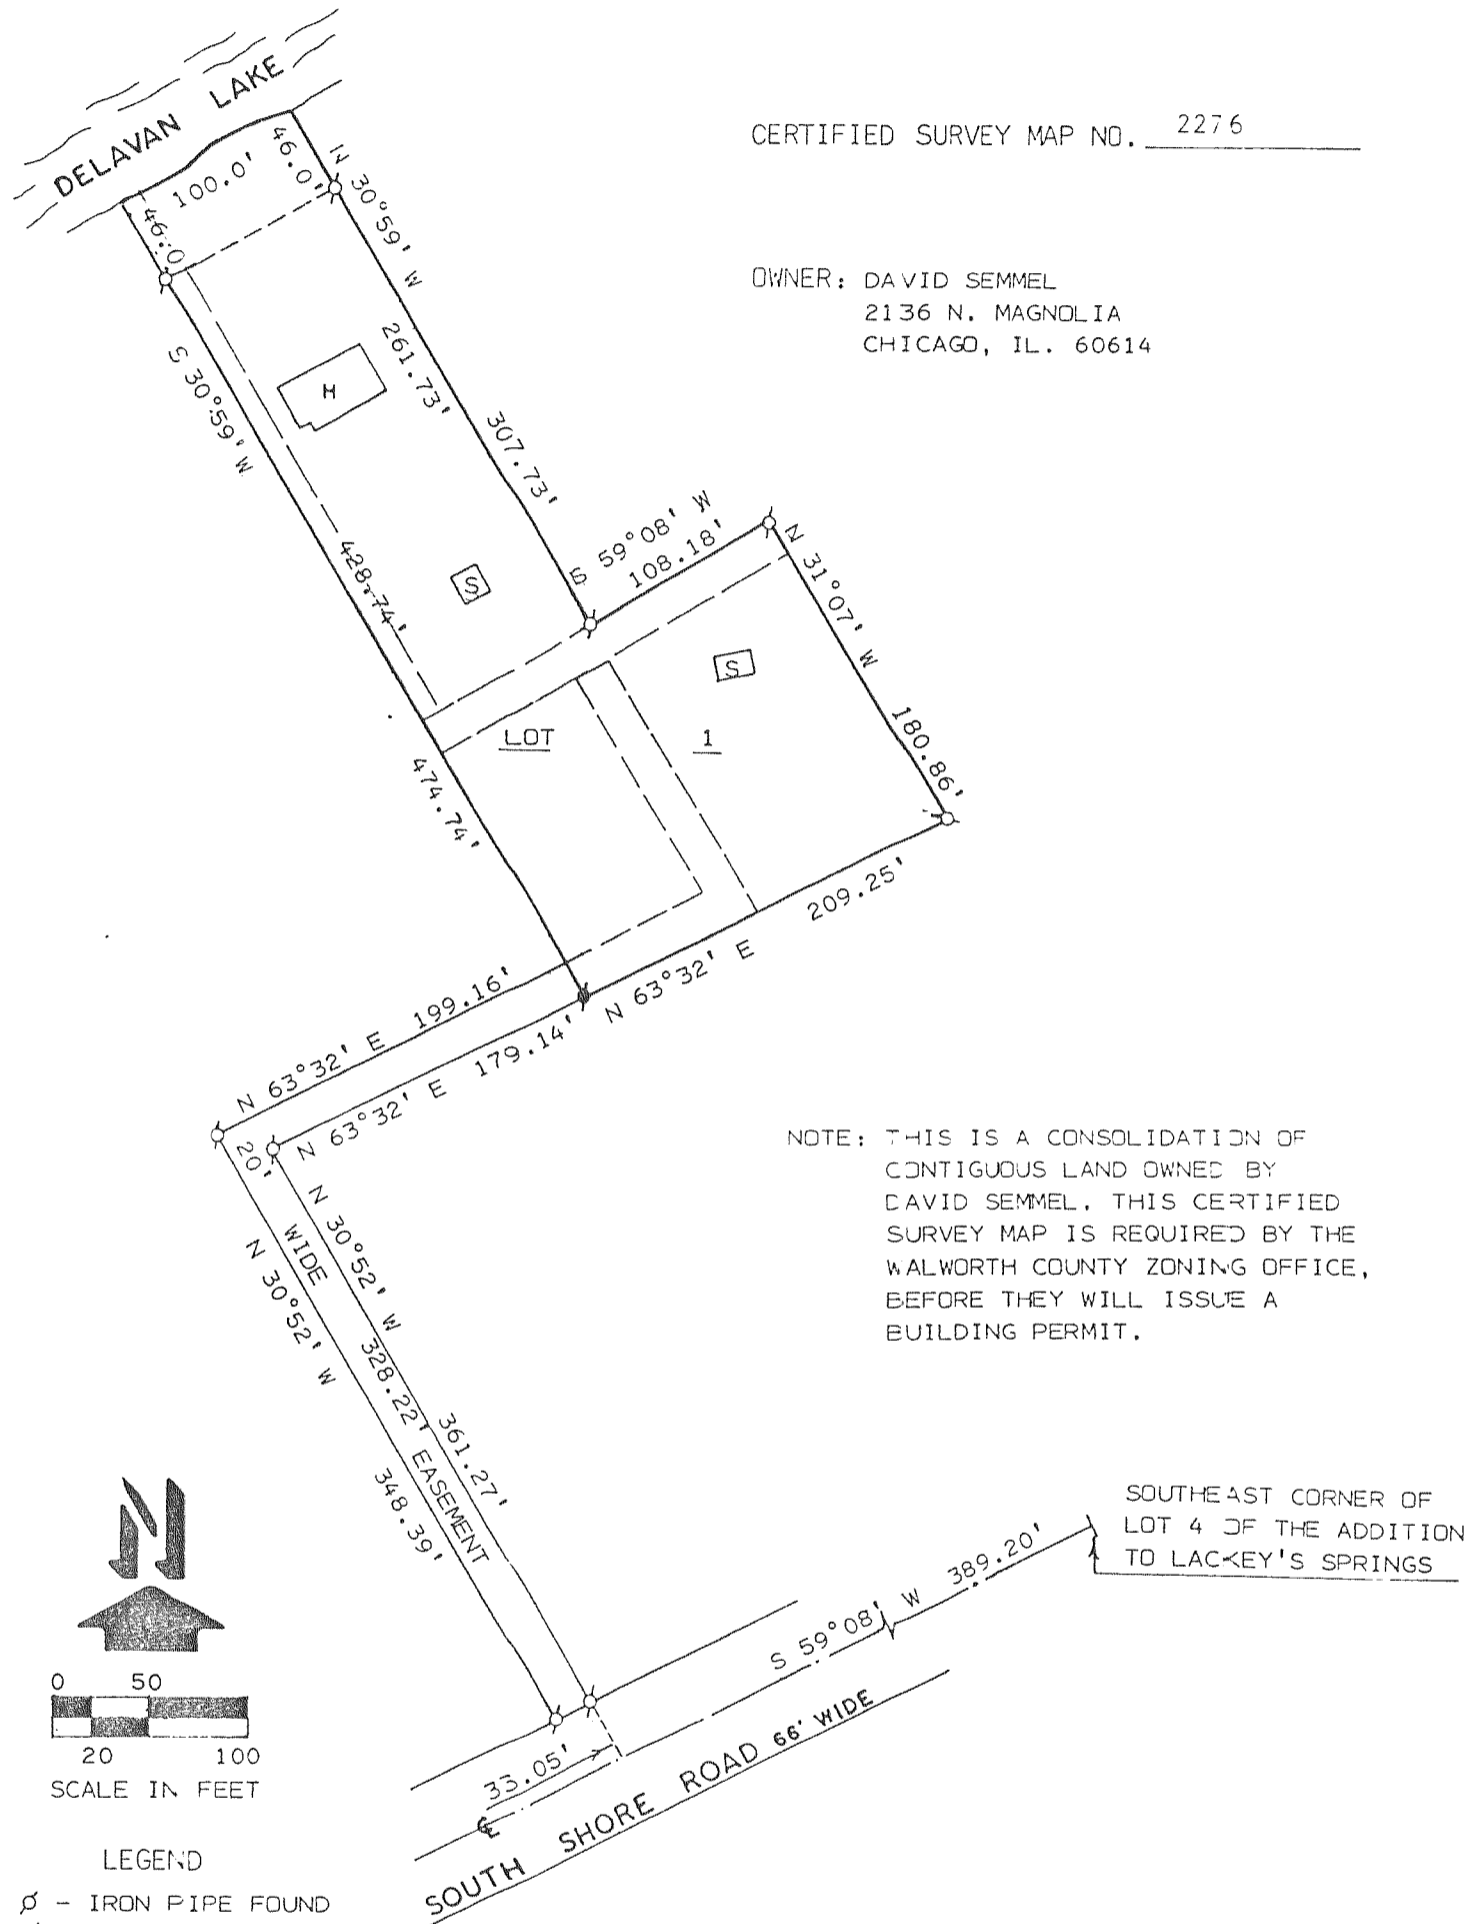 CERTIFIED SURVEY MAP NO. 2276
DELAVAN LAKE
100.0'
46.0'
46.0
N 30°59' W
OWNER: DAVID SEMMEL
2136 N. MAGNOLIA
CHICAGO, IL. 60614
261.73'
307.73'
S 30°59' W
428.74'
474.74'
H
S
S 59°08' W
108.18'
N 31°07' W
180.86'
S
LOT 1
209.25'
N 63°32' E
N 63°32' E 199.16'
N 63°32' E 179.14'
20'
WIDE
EASEMENT
N 30°52' W
328.22'
361.27'
N 30°52' W
348.39'
NOTE: THIS IS A CONSOLIDATION OF
CONTIGUOUS LAND OWNED BY
DAVID SEMMEL. THIS CERTIFIED
SURVEY MAP IS REQUIRED BY THE
WALWORTH COUNTY ZONING OFFICE,
BEFORE THEY WILL ISSUE A
BUILDING PERMIT.
SOUTHEAST CORNER OF
LOT 4 OF THE ADDITION
TO LACKEY'S SPRINGS
S 59°08' W 389.20'
33.05'
℄
SOUTH SHORE ROAD 66' WIDE
N
0 50
20 100
SCALE IN FEET
LEGEND
Ø - IRON PIPE FOUND